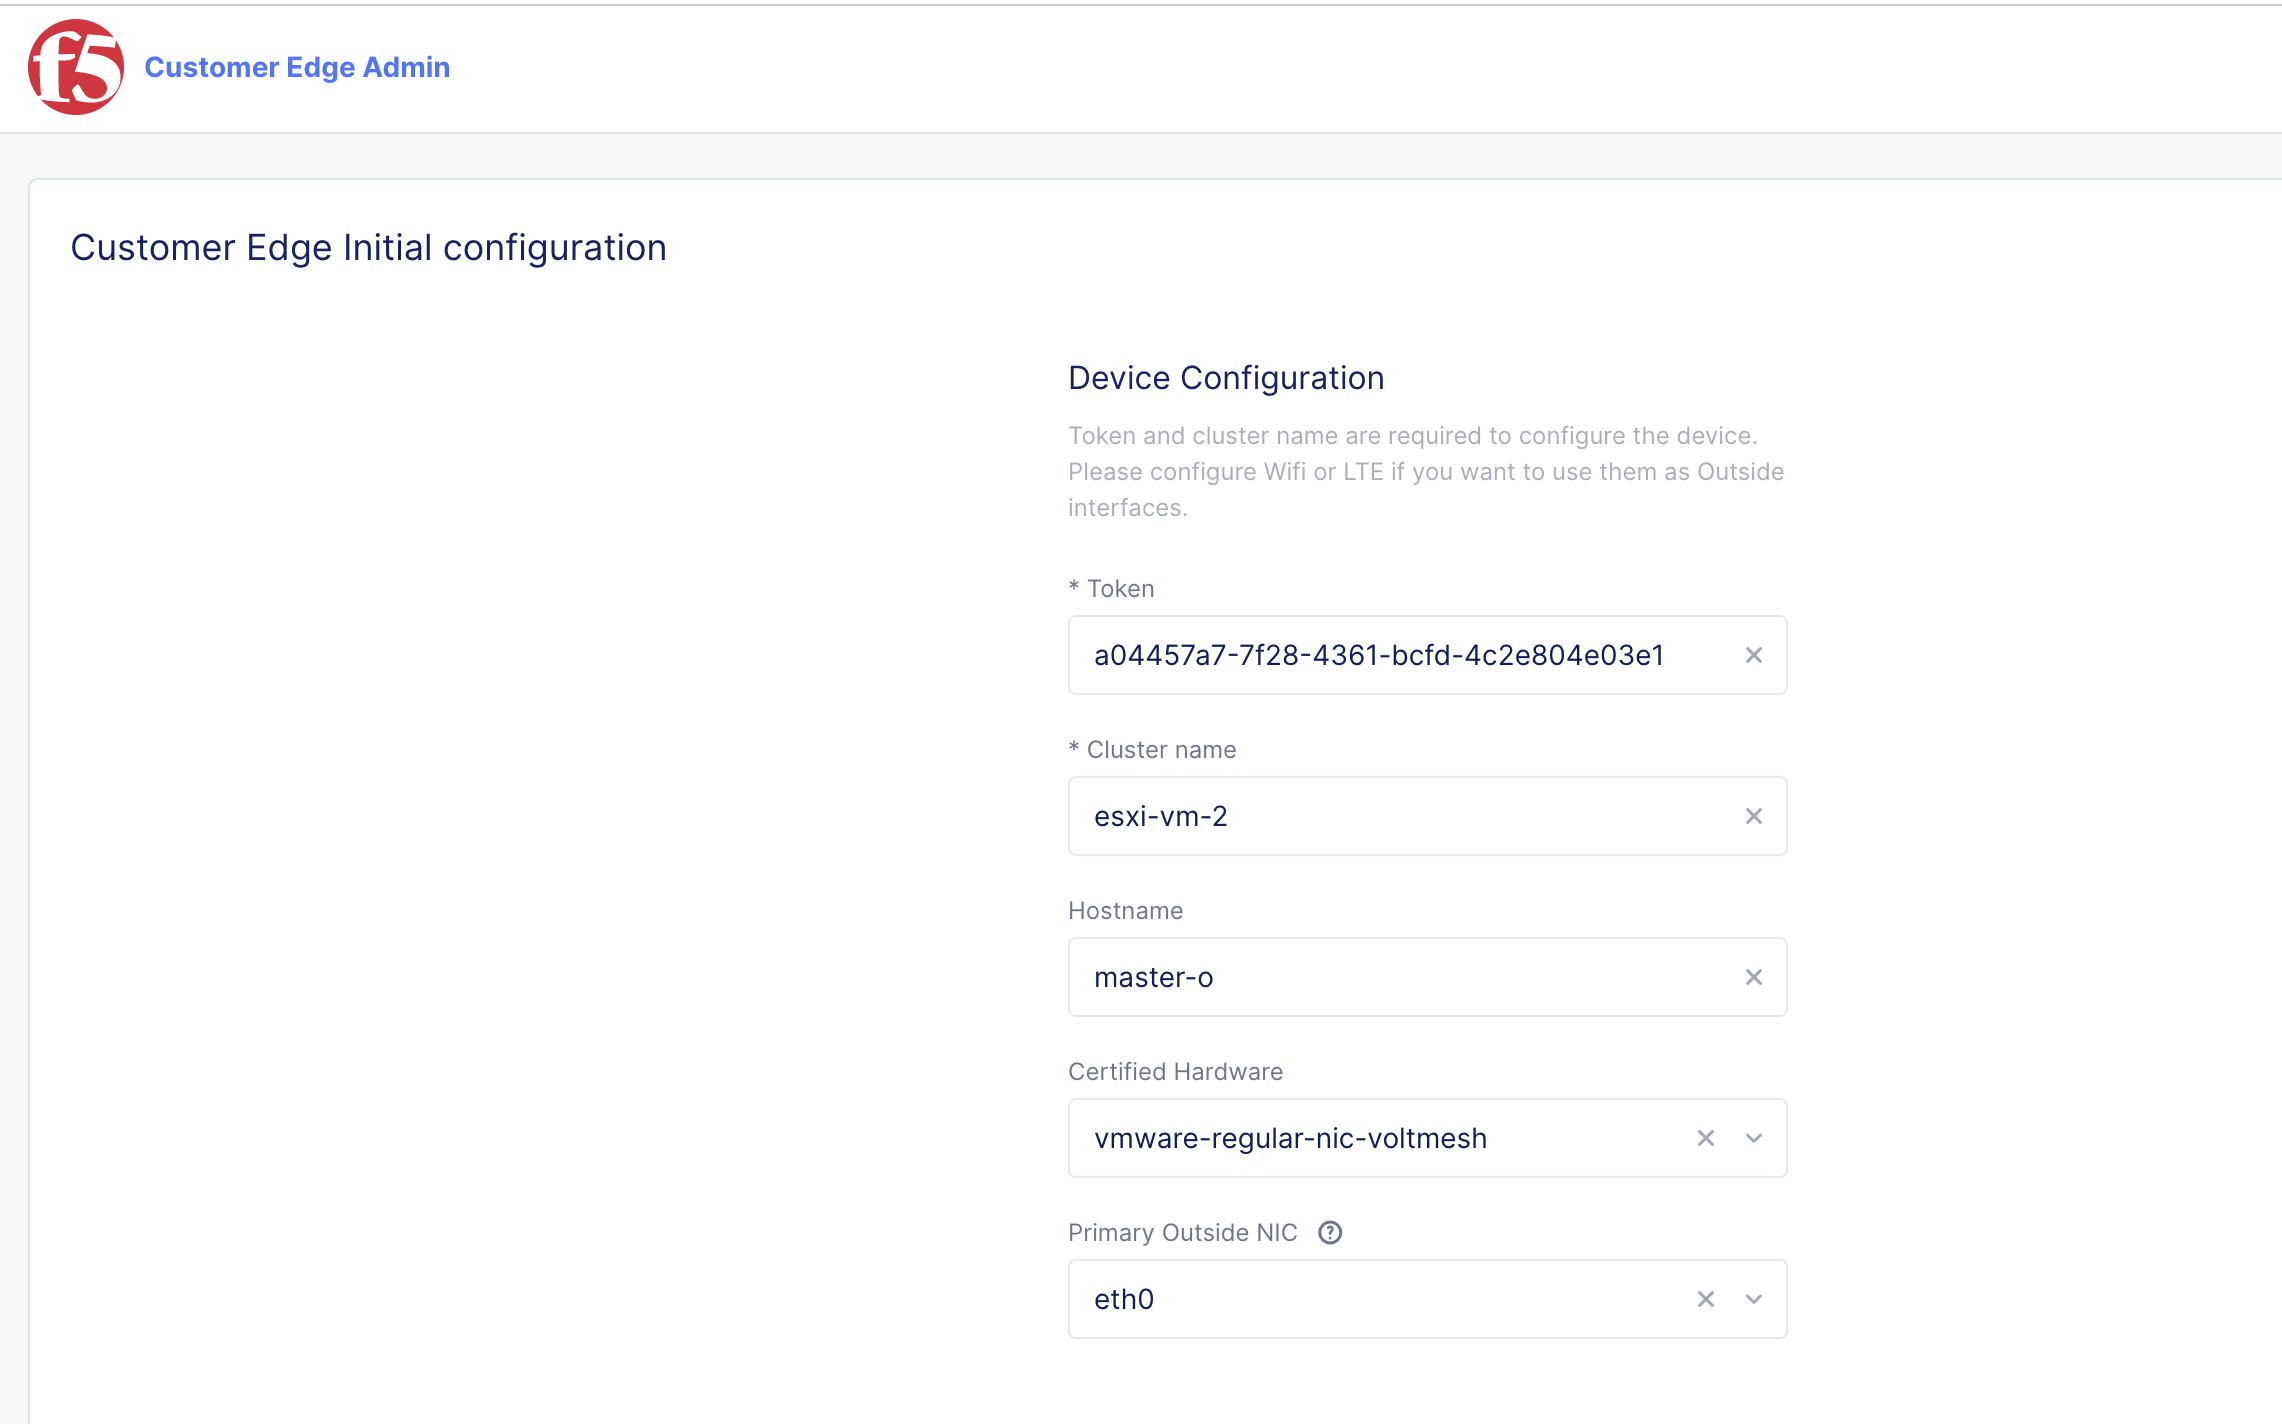 f5
Customer Edge Admin
Customer Edge Initial configuration
Device Configuration
Token and cluster name are required to configure the device.
Please configure Wifi or LTE if you want to use them as Outside
interfaces.
* Token
a04457a7-7f28-4361-bcfd-4c2e804e03e1
* Cluster name
esxi-vm-2
Hostname
master-o
Certified Hardware
vmware-regular-nic-voltmesh
Primary Outside NIC
eth0